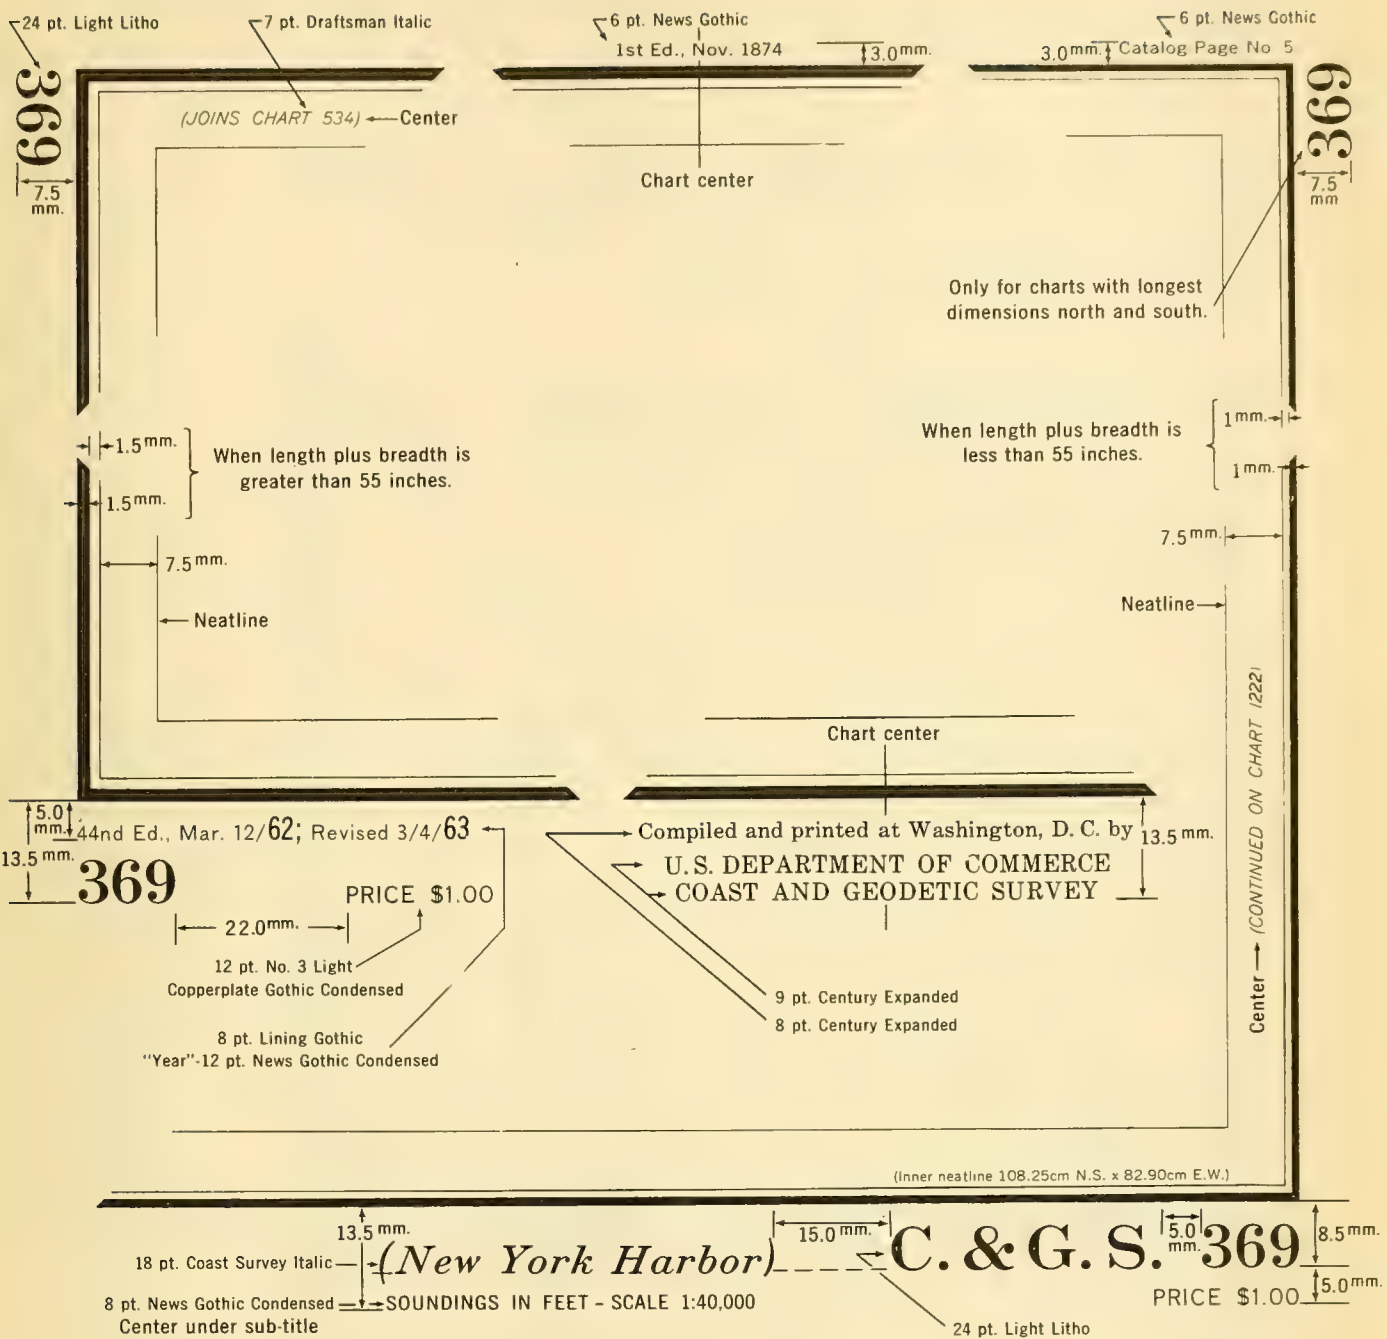 24 pt. Light Litho
7 pt. Draftsman Italic
6 pt. News Gothic
6 pt. News Gothic
1st Ed., Nov. 1874
3.0mm.
3.0mm.
Catalog Page No 5
369
369
(JOINS CHART 534)
Center
7.5
mm.
7.5
mm
Chart center
Only for charts with longest
dimensions north and south.
1.5mm.
When length plus breadth is
greater than 55 inches.
1.5mm.
When length plus breadth is
less than 55 inches.
1mm.
1mm.
7.5mm.
7.5mm.
Neatline
Neatline
Chart center
(CONTINUED ON CHART 1222)
Center
5.0
mm.
44nd Ed., Mar. 12/62; Revised 3/4/63
13.5 mm.
369
PRICE $1.00
22.0mm.
12 pt. No. 3 Light
Copperplate Gothic Condensed
8 pt. Lining Gothic
"Year"-12 pt. News Gothic Condensed
Compiled and printed at Washington, D. C. by
13.5 mm.
U. S. DEPARTMENT OF COMMERCE
COAST AND GEODETIC SURVEY
9 pt. Century Expanded
8 pt. Century Expanded
(Inner neatline 108.25cm N.S. x 82.90cm E.W.)
13.5 mm.
18 pt. Coast Survey Italic
(New York Harbor)
15.0 mm.
C. & G. S.
5.0
mm.
369
8.5mm.
8 pt. News Gothic Condensed
Center under sub-title
SOUNDINGS IN FEET - SCALE 1:40,000
24 pt. Light Litho
PRICE $1.00
5.0mm.